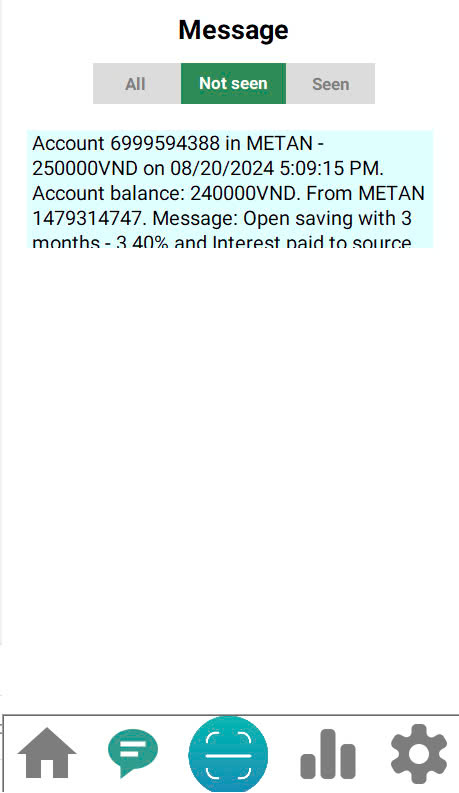 Message
All
Not seen
Seen
Account 6999594388 in METAN -
250000VND on 08/20/2024 5:09:15 PM.
Account balance: 240000VND. From METAN
1479314747. Message: Open saving with 3
months - 3.40% and Interest paid to source